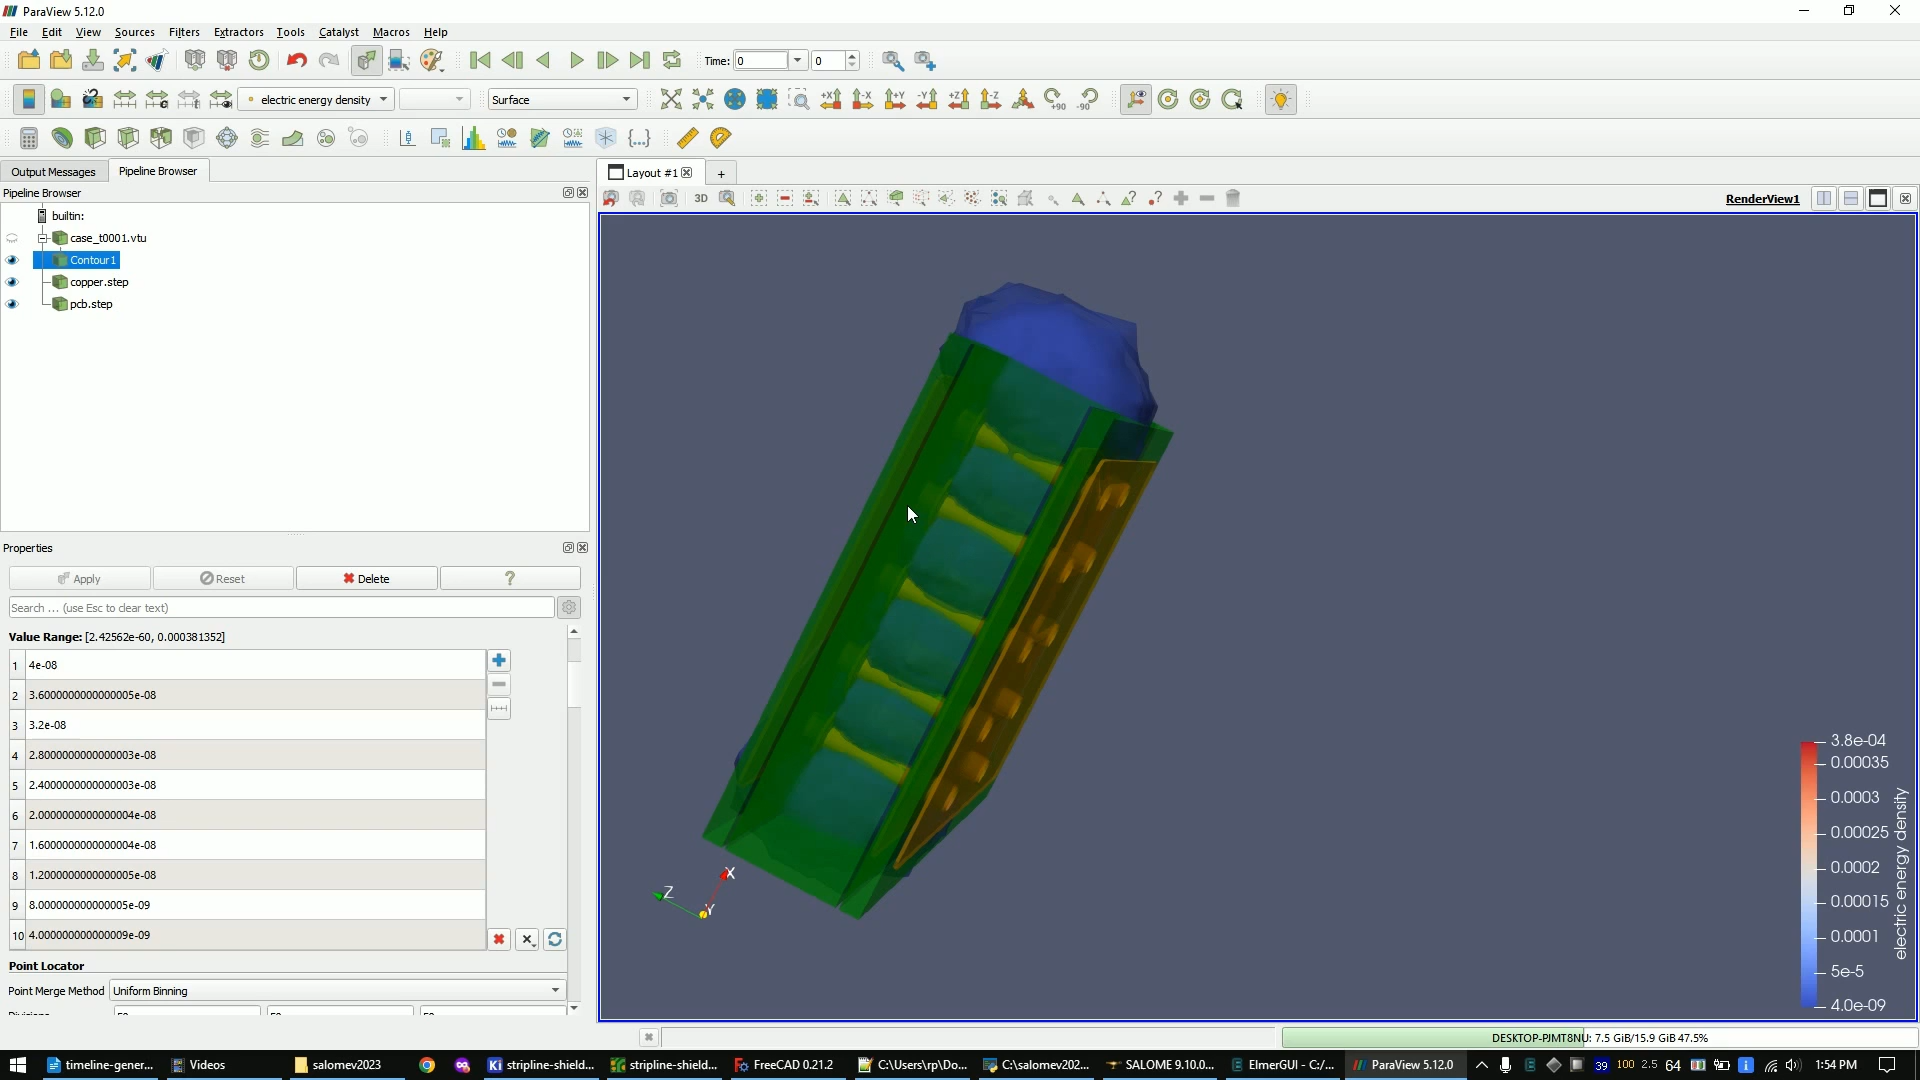 ParaView 5.12.0
File Edit View Sources Filters Extractors Tools Catalyst Macros Help
Time: 0 0
electric energy density Surface +X -X +Y -Y +Z -Z +90 -90
Output Messages Pipeline Browser Layout #1 +
Pipeline Browser
3D RenderView1
builtin:
case_t0001.vtu
Contour1
copper.step
pcb.step
Properties
Apply Reset Delete ?
Search ... (use Esc to clear text)
Value Range: [2.42562e-60, 0.000381352]
1 4e-08
2 3.6000000000000005e-08
3 3.2e-08
4 2.8000000000000003e-08
5 2.4000000000000003e-08
6 2.0000000000000004e-08
7 1.6000000000000004e-08
8 1.2000000000000005e-08
9 8.000000000000005e-09
10 4.000000000000009e-09
Point Locator
Point Merge Method Uniform Binning
X
Z
Y
3.8e-04
0.00035
0.0003
0.00025
0.0002
0.00015
0.0001
5e-5
4.0e-09
electric energy density
DESKTOP-PJMT8NU: 7.5 GiB/15.9 GiB 47.5%
timeline-gener... Videos salomev2023 stripline-shield... stripline-shield... FreeCAD 0.21.2 C:\Users\rp\Do... C:\salomev202... SALOME 9.10.0... ElmerGUI - C:/... ParaView 5.12.0 39 100 2.5 64 1:54 PM